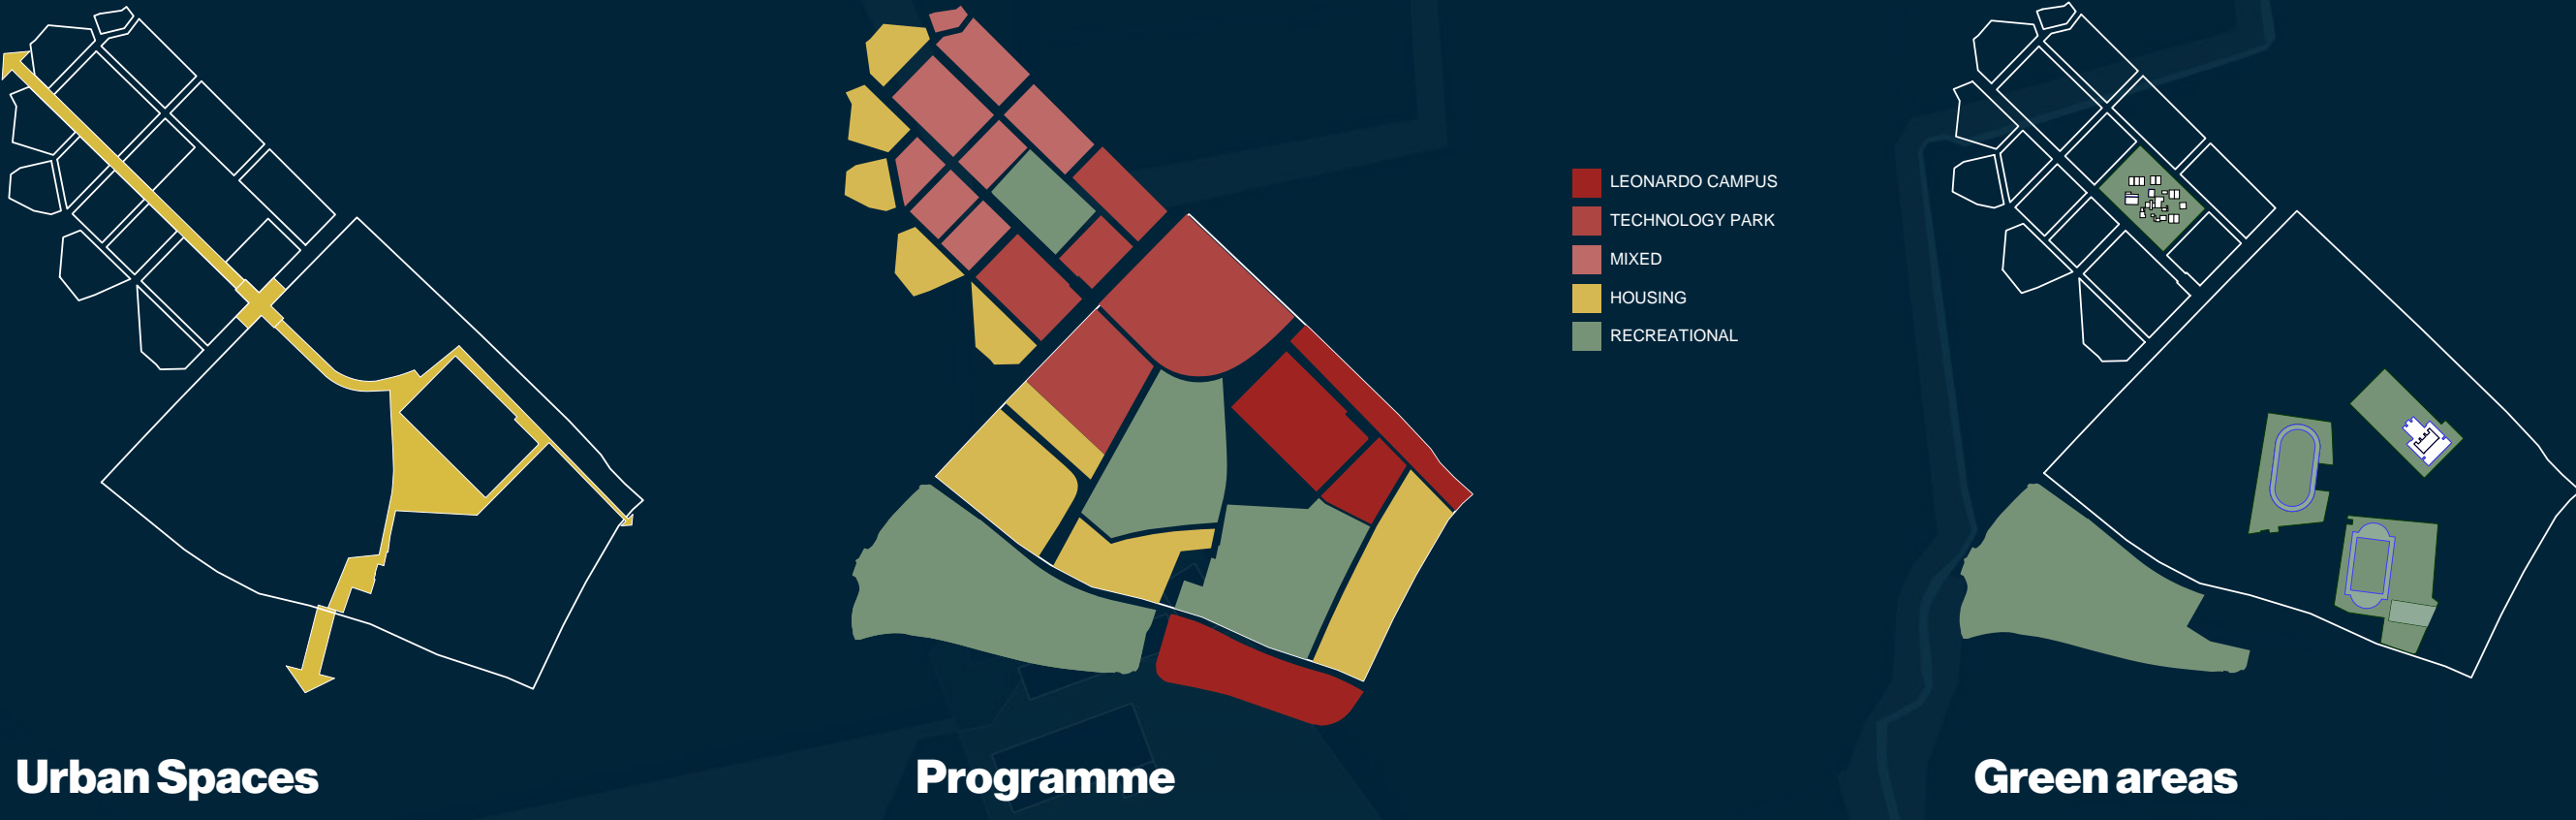 LEONARDO CAMPUS
TECHNOLOGY PARK
MIXED
HOUSING
RECREATIONAL
Urban Spaces
Programme
Green areas